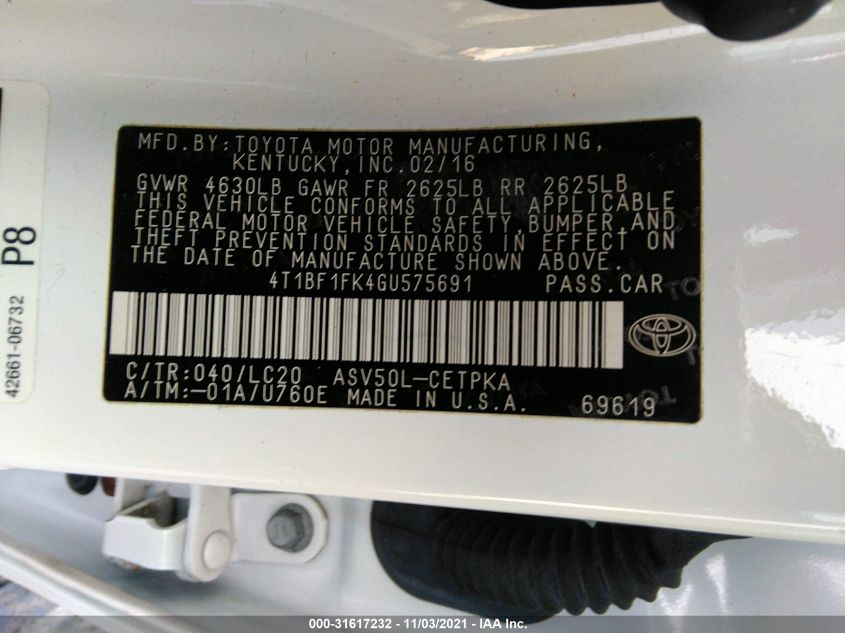 MFD.BY:TOYOTA MOTOR MANUFACTURING,
KENTUCKY,INC.02/16
GVWR 4630LB GAWR FR 2625LB RR 2625LB
THIS VEHICLE CONFORMS TO ALL APPLICABLE
FEDERAL MOTOR VEHICLE SAFETY,BUMPER,AND
THEFT PREVENTION STANDARDS IN EFFECT ON
THE DATE OF MANUFACTURE SHOWN ABOVE.
4T1BF1FK4GU575691 PASS.CAR
C/TR:040/LC20 ASV50L-CETPKA
A/TM:-01A/U760E MADE IN U.S.A. 69619
42661-06732 P8
000-31617232 - 11/03/2021 - IAA Inc.